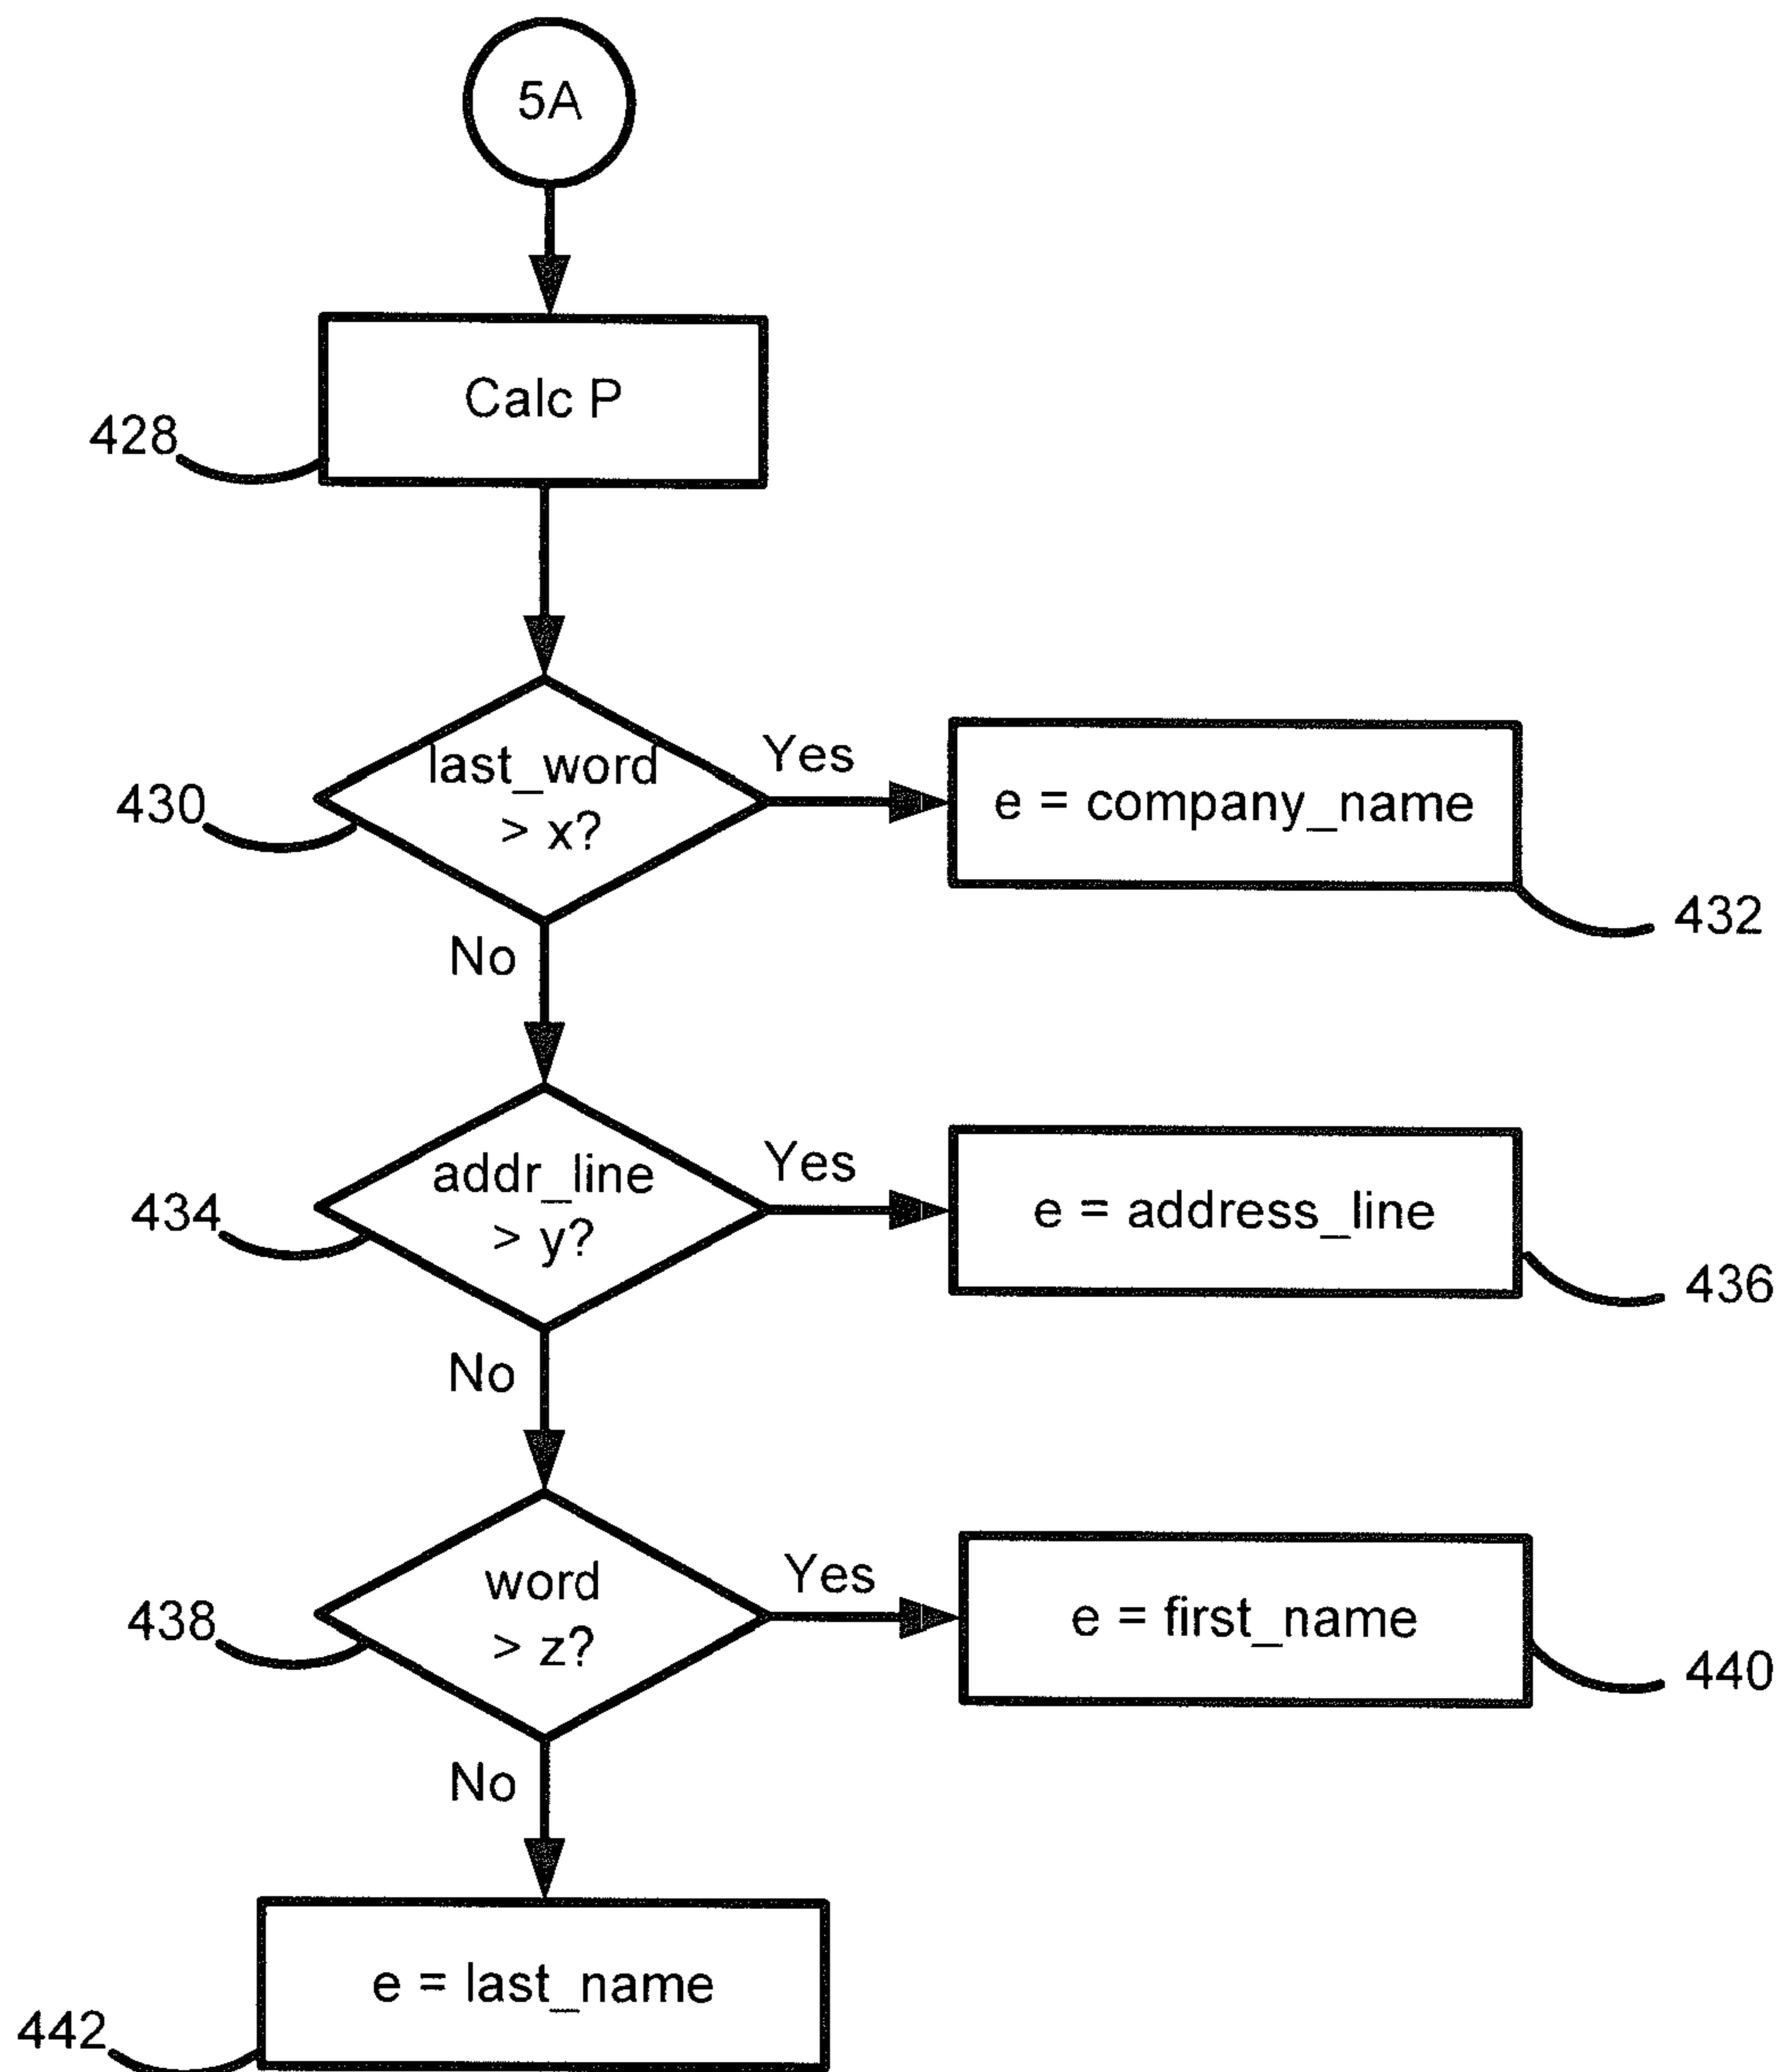 5A
Calc P
428
last_word
> x?
Yes
e = company_name
430
432
No
addr_line
> y?
Yes
e = address_line
434
436
No
word
> z?
Yes
e = first_name
438
440
No
e = last_name
442